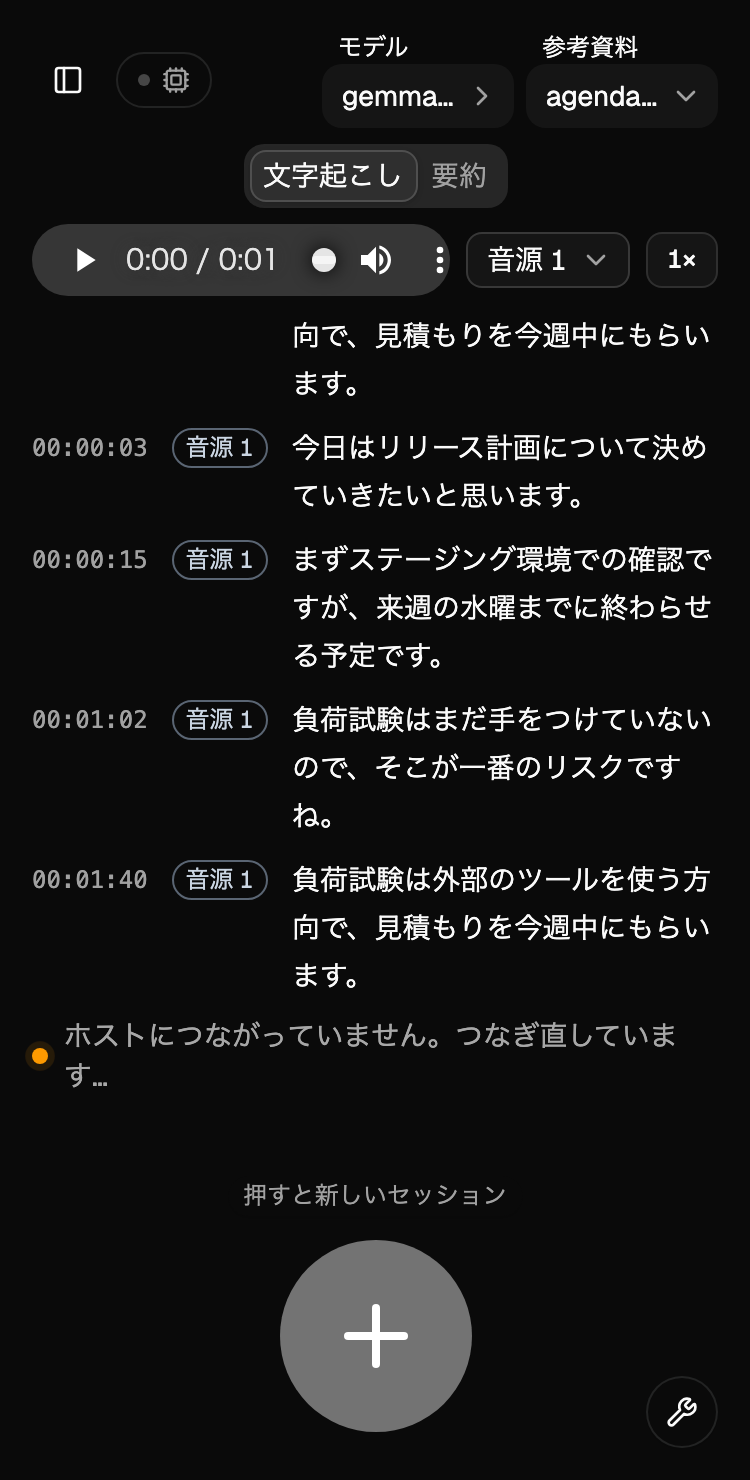 モデル
参考資料
gemma…
agenda…
文字起こし
要約
0:00 / 0:01
音源 1
1×
向で、見積もりを今週中にもらい
ます。
00:00:03 音源 1 今日はリリース計画について決め
ていきたいと思います。
00:00:15 音源 1 まずステージング環境での確認で
すが、来週の水曜までに終わらせ
る予定です。
00:01:02 音源 1 負荷試験はまだ手をつけていない
ので、そこが一番のリスクです
ね。
00:01:40 音源 1 負荷試験は外部のツールを使う方
向で、見積もりを今週中にもらい
ます。
ホストにつながっていません。つなぎ直していま
す…
押すと新しいセッション